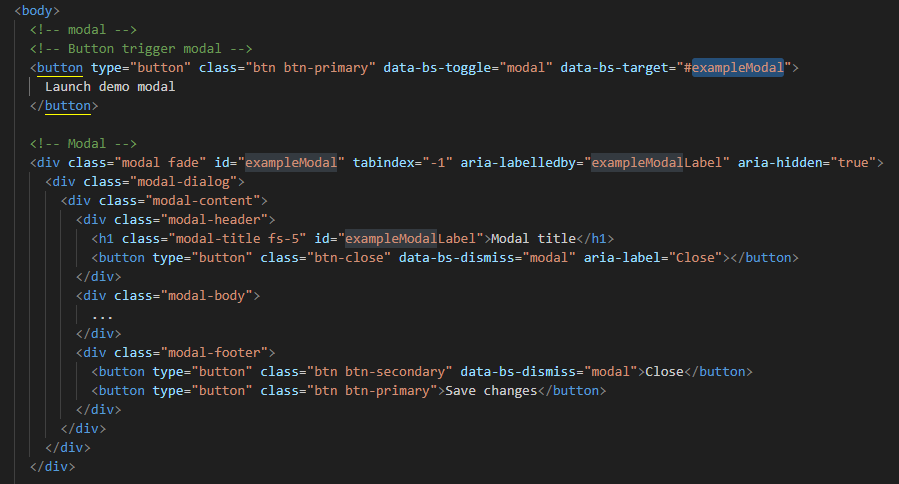 <body>
<!-- modal -->
<!-- Button trigger modal -->
<button type="button" class="btn btn-primary" data-bs-toggle="modal" data-bs-target="#exampleModal">
Launch demo modal
</button>
<!-- Modal -->
<div class="modal fade" id="exampleModal" tabindex="-1" aria-labelledby="exampleModalLabel" aria-hidden="true">
<div class="modal-dialog">
<div class="modal-content">
<div class="modal-header">
<h1 class="modal-title fs-5" id="exampleModalLabel">Modal title</h1>
<button type="button" class="btn-close" data-bs-dismiss="modal" aria-label="Close"></button>
</div>
<div class="modal-body">
...
</div>
<div class="modal-footer">
<button type="button" class="btn btn-secondary" data-bs-dismiss="modal">Close</button>
<button type="button" class="btn btn-primary">Save changes</button>
</div>
</div>
</div>
</div>